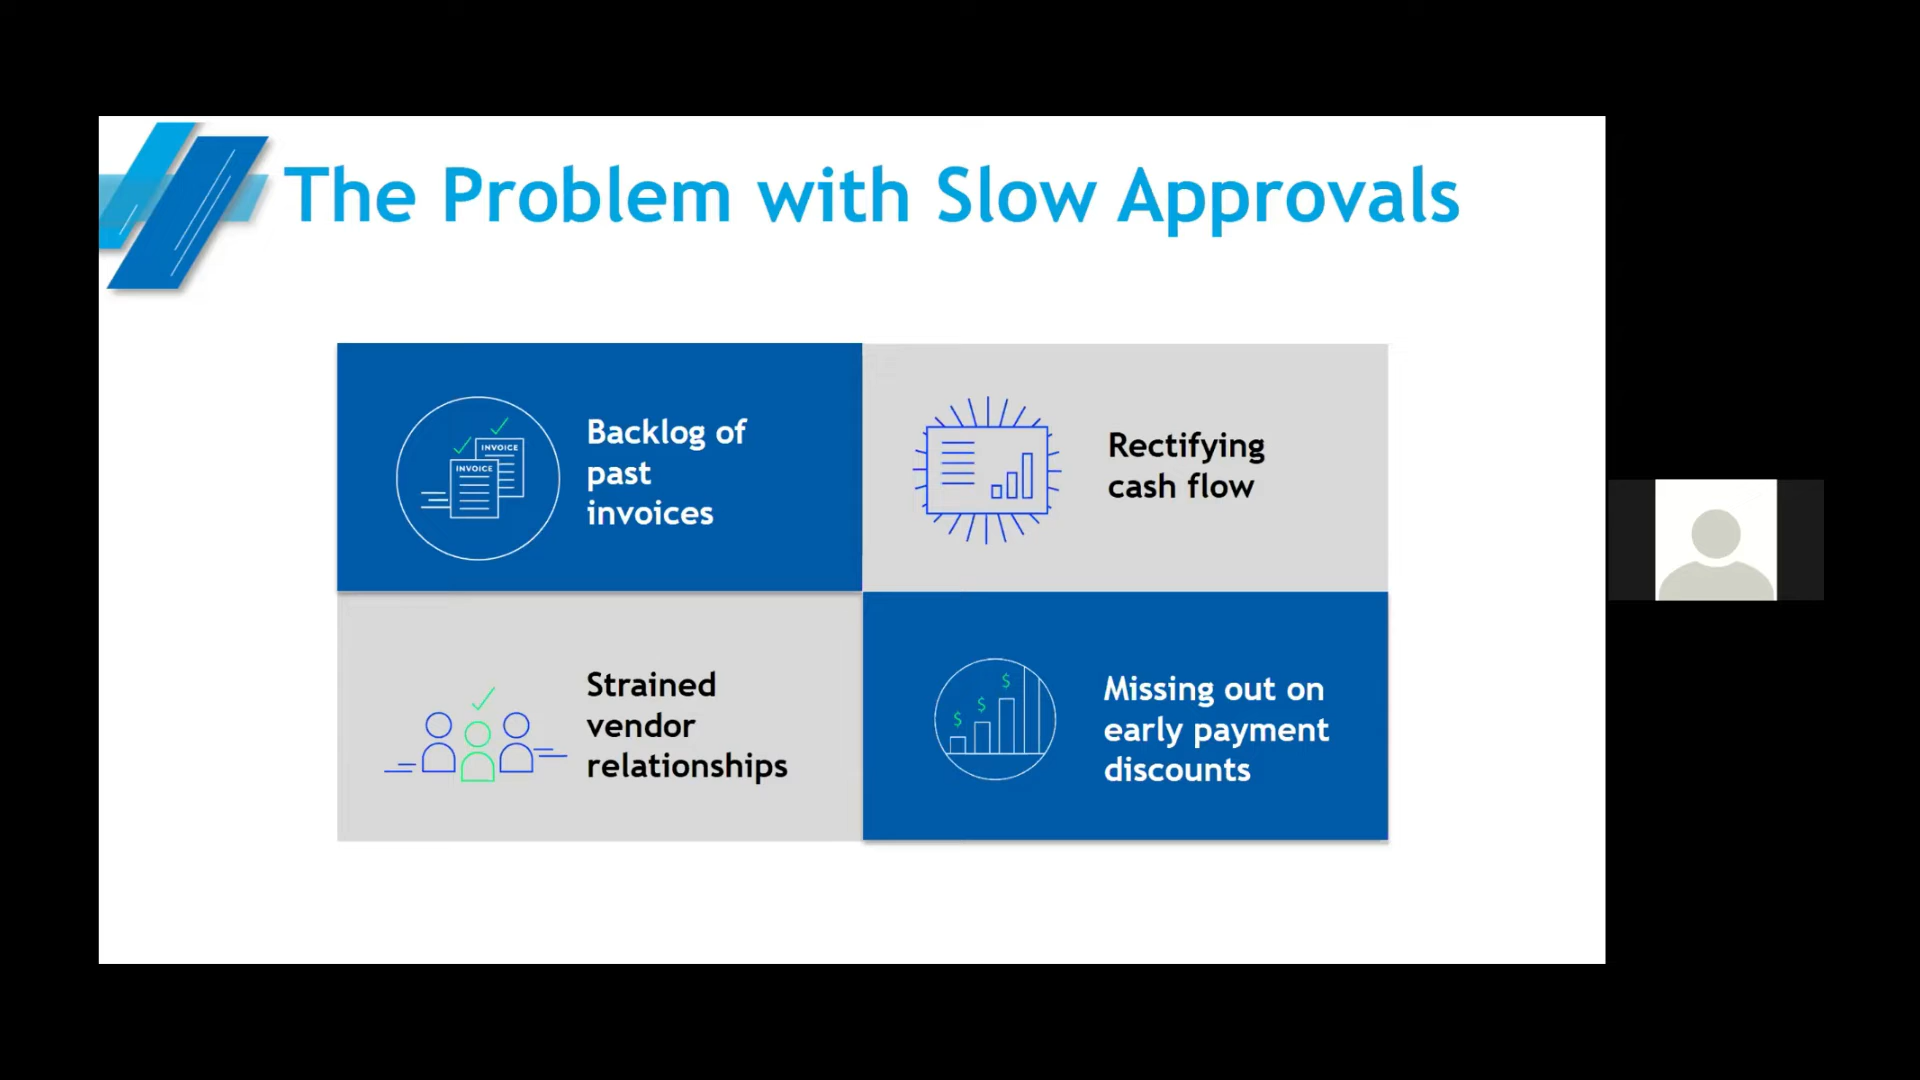 The Problem with Slow Approvals
INVOICE
INVOICE
Backlog of
past
invoices
Rectifying
cash flow
Strained
vendor
relationships
$ $ $
Missing out on
early payment
discounts